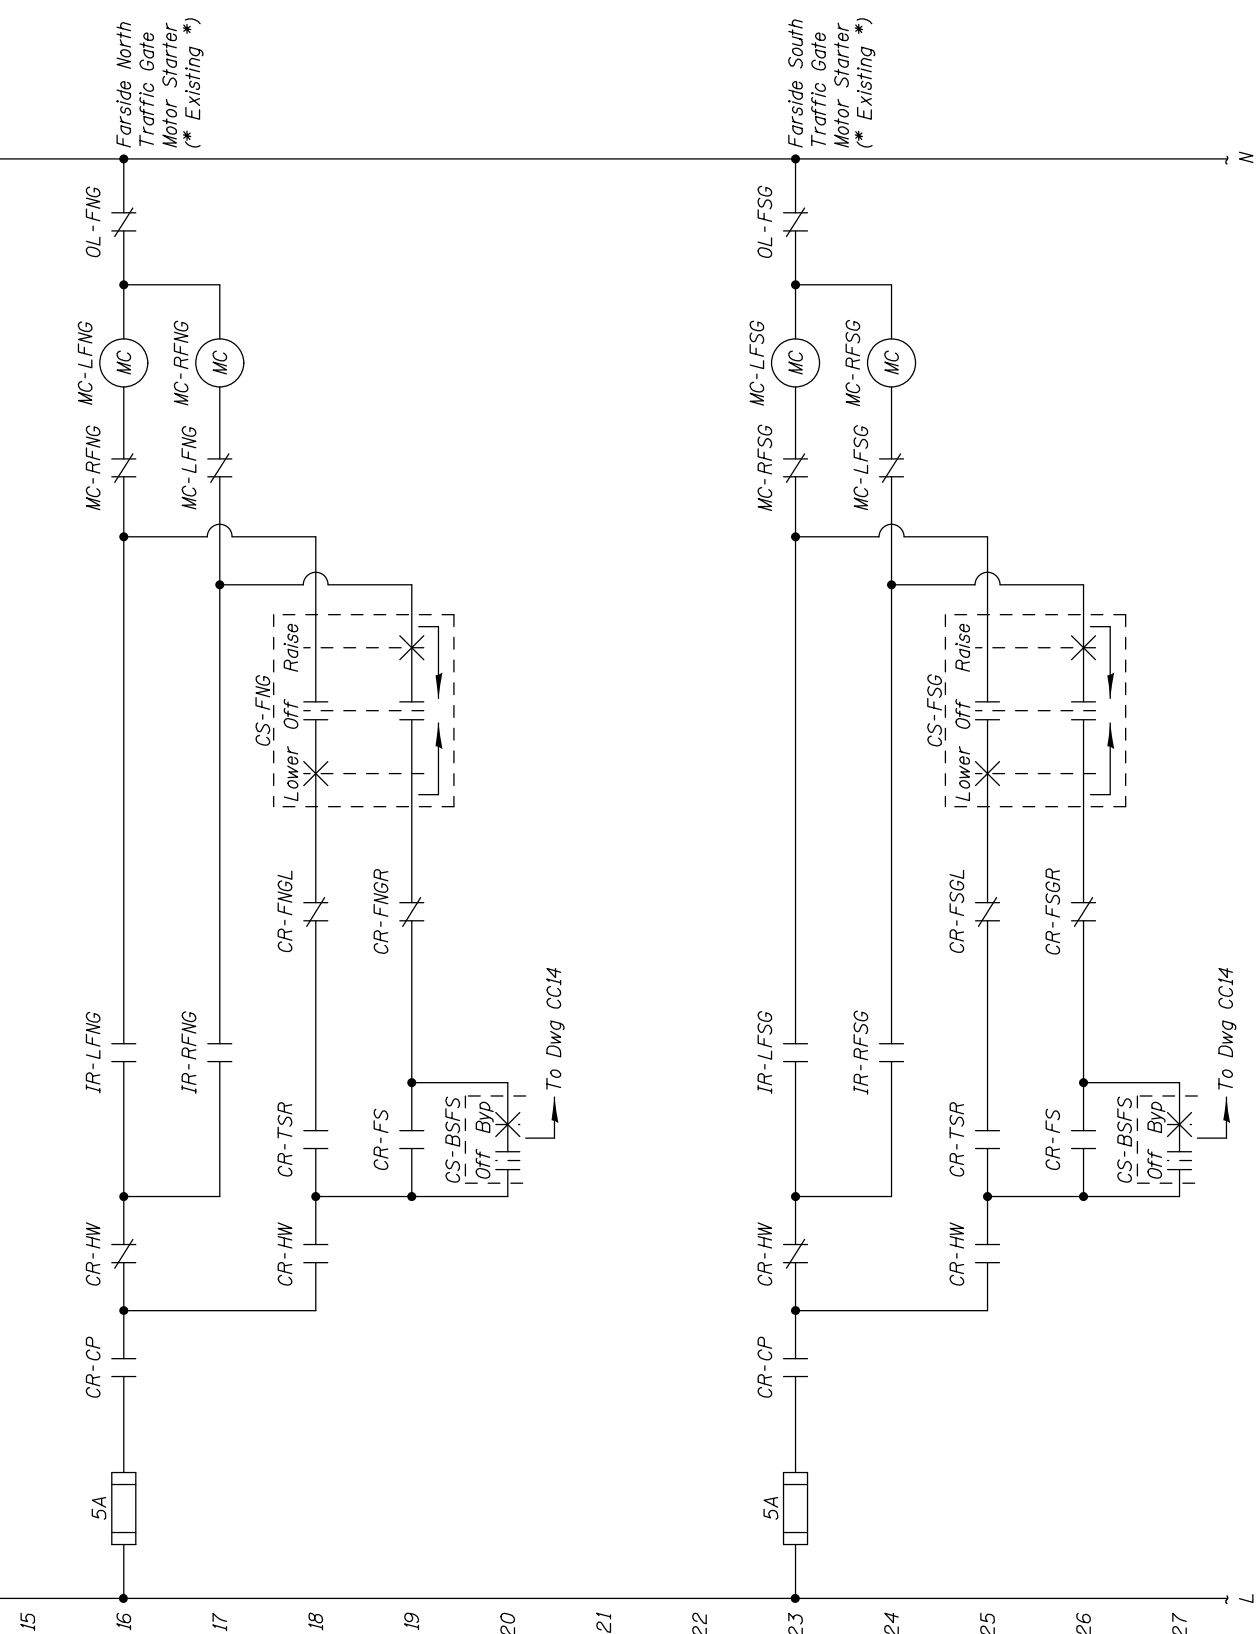 15
16
5A
CR-CP
CR-HW
IR-LFNG
MC-RFNG
MC-LFNG
MC
OL-FNG
Farside North
Traffic Gate
Motor Starter
(* Existing *)
17
IR-RFNG
MC-LFNG
MC-RFNG
MC
18
CR-HW
CR-TSR
CR-FNGL
CS-FNG
Lower Off Raise
19
CR-FS
CR-FNGR
20
CS-BSFS
Off Byp
To Dwg CC14
21
22
23
5A
CR-CP
CR-HW
IR-LFSG
MC-RFSG
MC-LFSG
MC
OL-FSG
Farside South
Traffic Gate
Motor Starter
(* Existing *)
24
IR-RFSG
MC-LFSG
MC-RFSG
MC
25
CR-HW
CR-TSR
CR-FSGL
CS-FSG
Lower Off Raise
26
CR-FS
CR-FSGR
27
CS-BSFS
Off Byp
To Dwg CC14
L
N